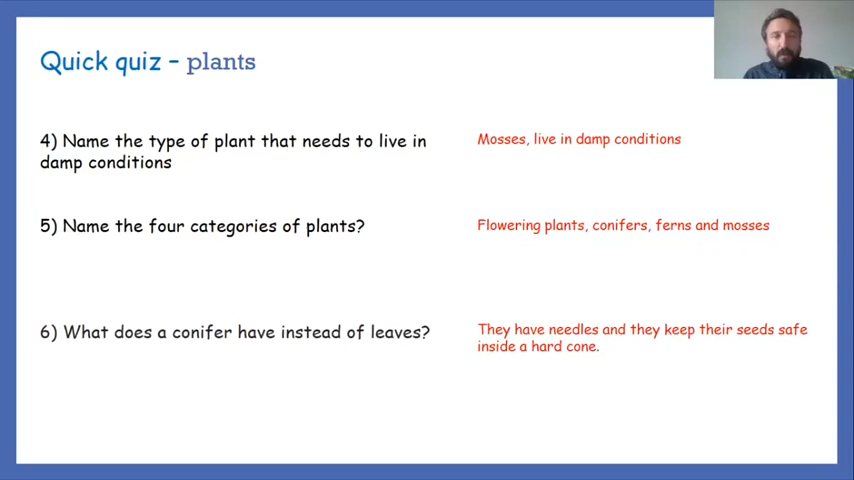 Quick quiz – plants
4) Name the type of plant that needs to live in
damp conditions
Mosses, live in damp conditions
5) Name the four categories of plants?
Flowering plants, conifers, ferns and mosses
6) What does a conifer have instead of leaves?
They have needles and they keep their seeds safe
inside a hard cone.